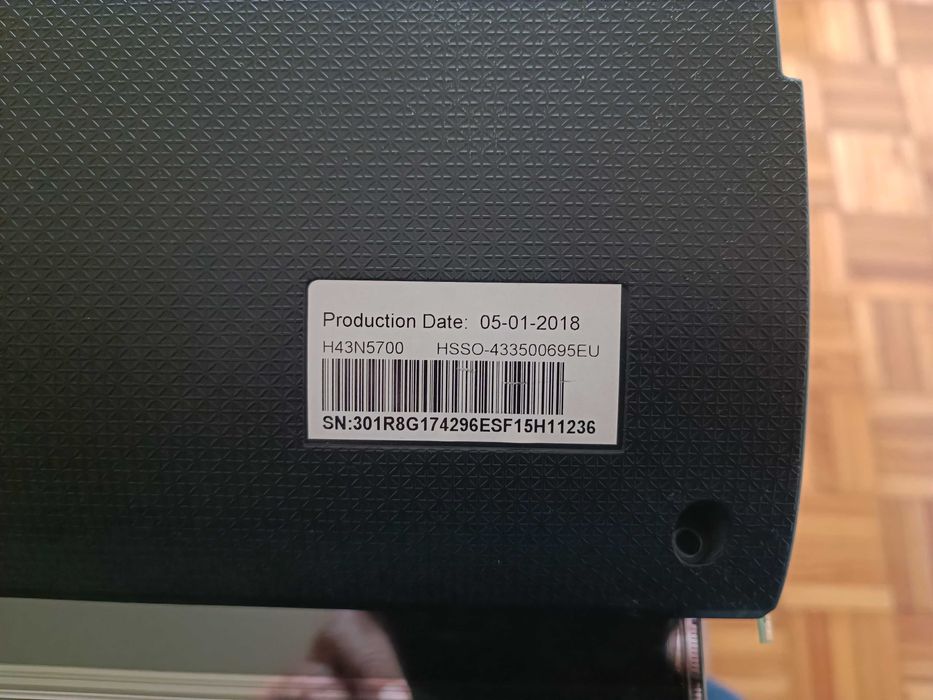 Production Date: 05-01-2018
H43N5700 HSSO-433500695EU
SN:301R8G174296ESF15H11236